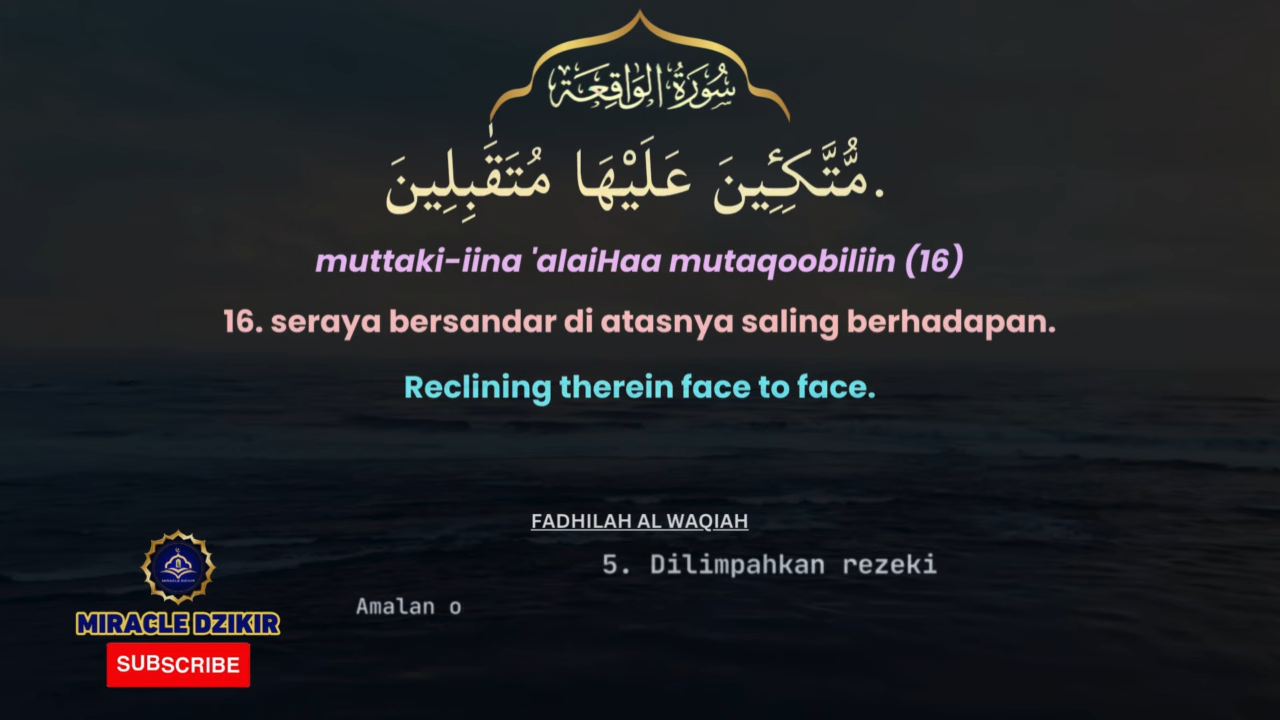 سُورَةُ الوَاقِعَة
مُّتَّكِـِٔينَ عَلَيْهَا مُتَقَٰبِلِينَ.
muttaki-iina 'alaiHaa mutaqoobiliin (16)
16. seraya bersandar di atasnya saling berhadapan.
Reclining therein face to face.
FADHILAH AL WAQIAH
5. Dilimpahkan rezeki
Amalan o
MIRACLE DZIKIR
SUBSCRIBE